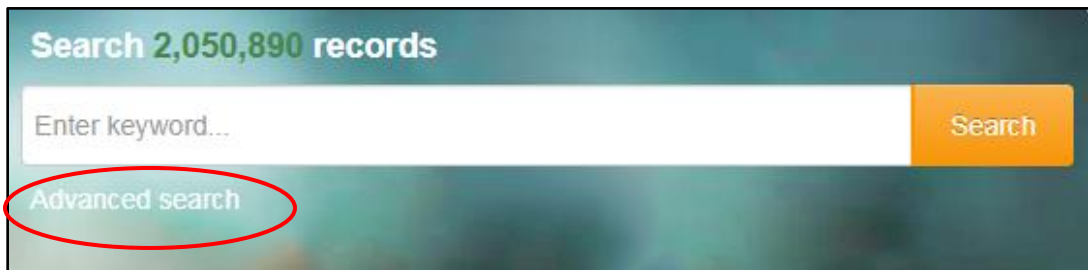 Search 2,050,890 records
Enter keyword...
Search
Advanced search